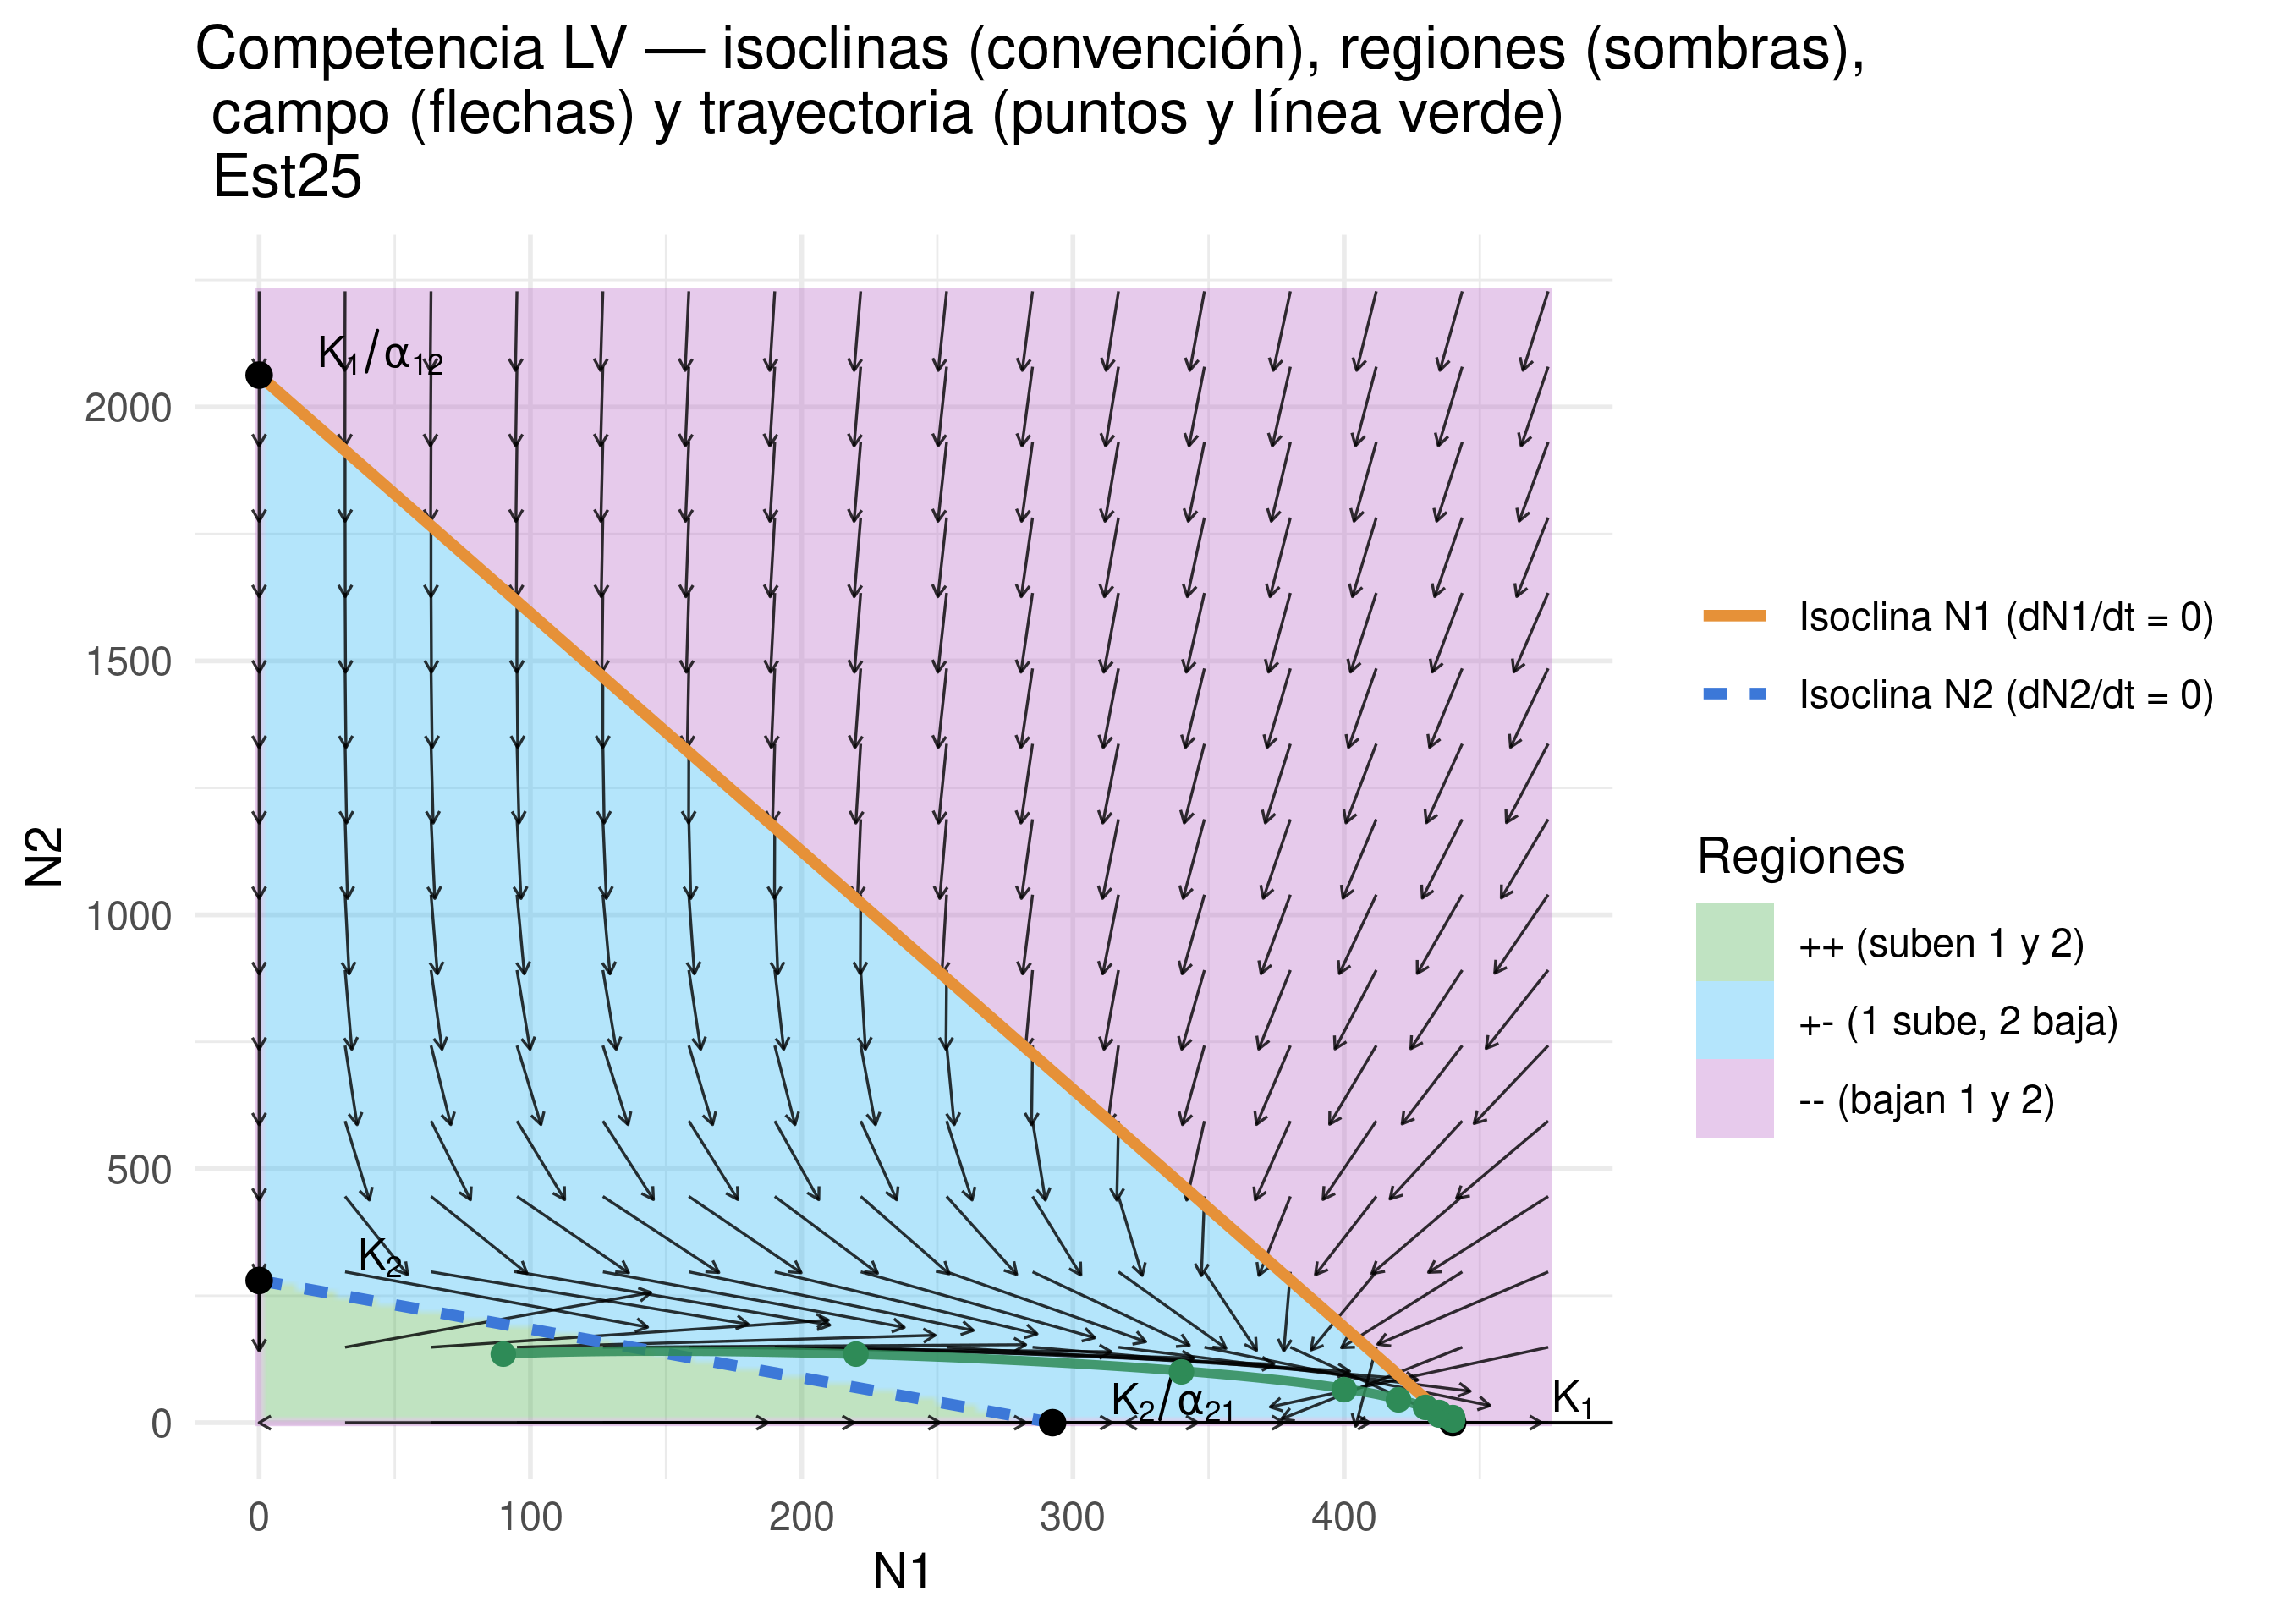 Competencia LV — isoclinas (convención), regiones (sombras),
campo (flechas) y trayectoria (puntos y línea verde)
Est25
K₁/α₁₂
2000
1500
1000
500
0
N2
K₂
K₂/α₂₁
K₁
0 100 200 300 400
N1
Isoclina N1 (dN1/dt = 0)
Isoclina N2 (dN2/dt = 0)
Regiones
++ (suben 1 y 2)
+- (1 sube, 2 baja)
-- (bajan 1 y 2)